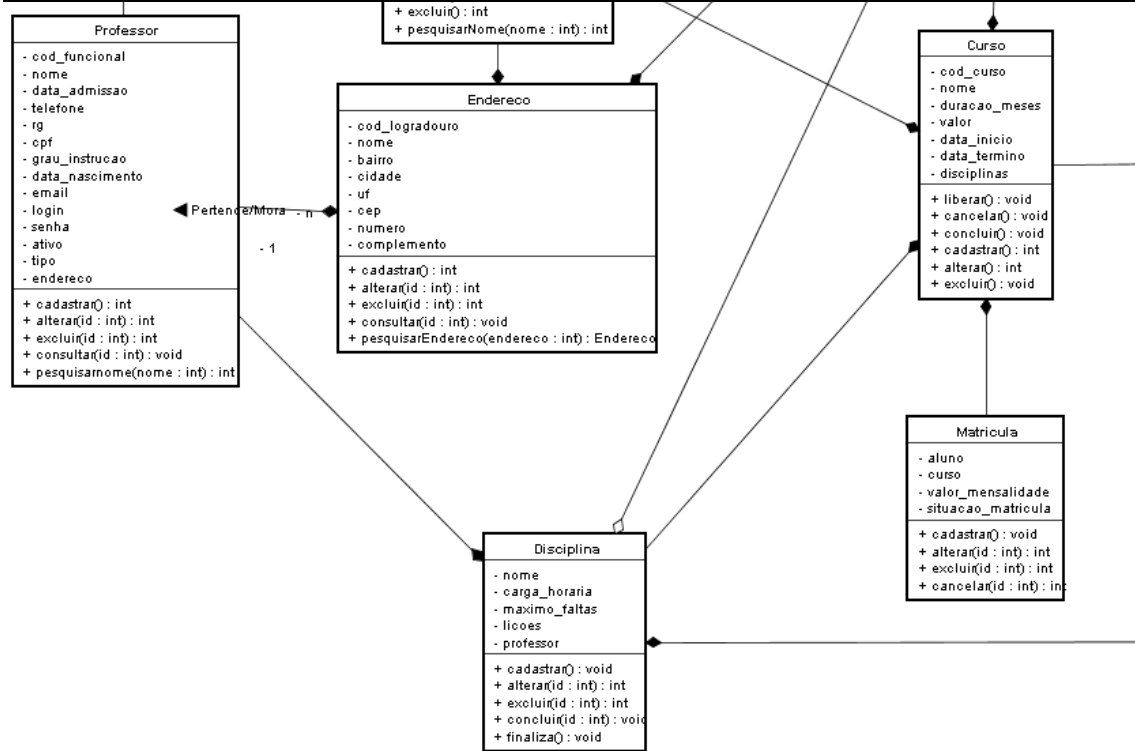 Professor
- cod_funcional
- nome
- data_admissao
- telefone
- rg
- cpf
- grau_instrucao
- data_nascimento
- email
- login
- senha
- ativo
- tipo
- endereco
+ cadastrar() : int
+ alterar(id : int) : int
+ excluir(id : int) : int
+ consultar(id : int) : void
+ pesquisarnome(nome : int) : int
Pertence/Mora
- n
- 1
+ excluir() : int
+ pesquisarNome(nome : int) : int
Endereco
- cod_logradouro
- nome
- bairro
- cidade
- uf
- cep
- numero
- complemento
+ cadastrar() : int
+ alterar(id : int) : int
+ excluir(id : int) : int
+ consultar(id : int) : void
+ pesquisarEndereco(endereco : int) : Endereco
Curso
- cod_curso
- nome
- duracao_meses
- valor
- data_inicio
- data_termino
- disciplinas
+ liberar() : void
+ cancelar() : void
+ concluir() : void
+ cadastrar() : int
+ alterar() : int
+ excluir() : void
Matricula
- aluno
- curso
- valor_mensalidade
- situacao_matricula
+ cadastrar() : void
+ alterar(id : int) : int
+ excluir(id : int) : int
+ cancelar(id : int) : int
Disciplina
- nome
- carga_horaria
- maximo_faltas
- licoes
- professor
+ cadastrar() : void
+ alterar(id : int) : int
+ excluir(id : int) : int
+ concluir(id : int) : void
+ finaliza() : void